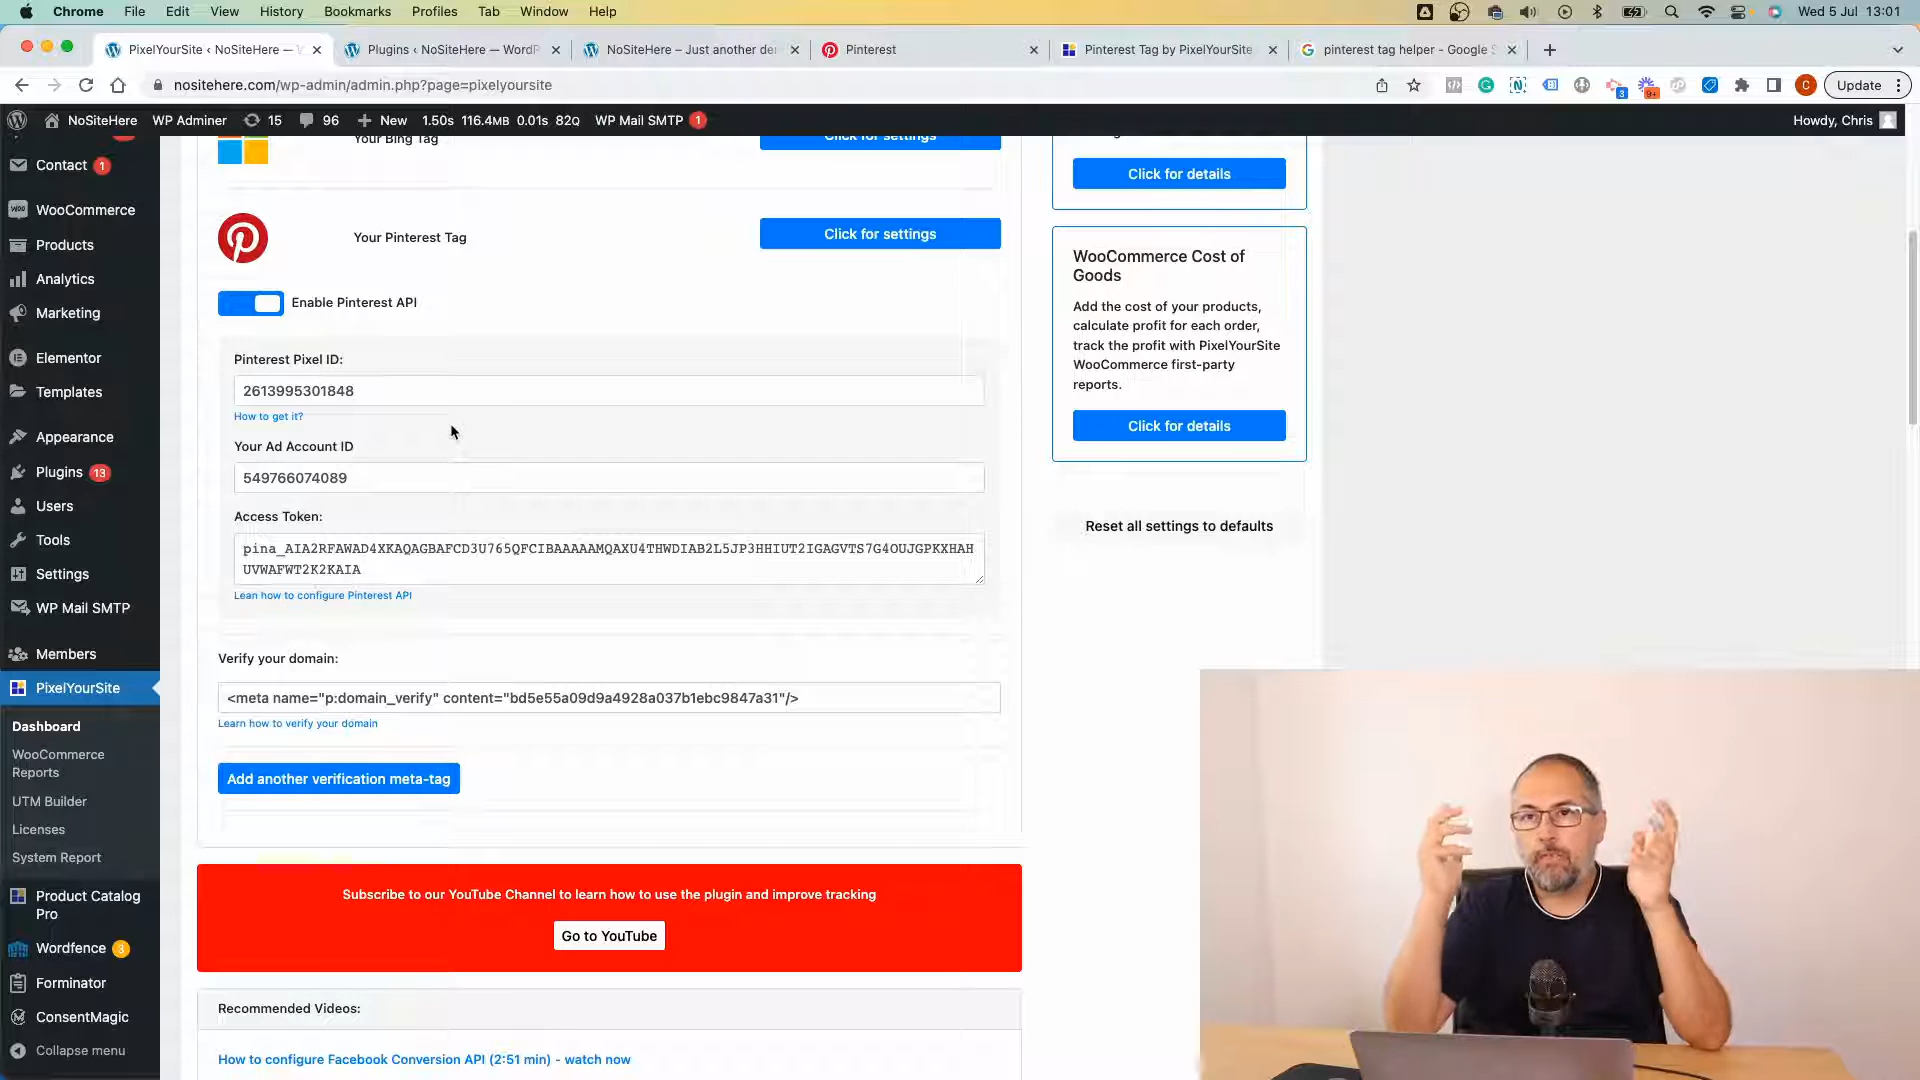 Chrome File Edit View History Bookmarks Profiles Tab Window Help Wed 5 Jul 13:01
PixelYourSite ‹ NoSiteHere — W
Plugins ‹ NoSiteHere — WordP
NoSiteHere – Just another de
Pinterest
Pinterest Tag by PixelYourSite
pinterest tag helper - Google S
nositehere.com/wp-admin/admin.php?page=pixelyoursite
3
9+
C
Update
NoSiteHere WP Adminer 15 96 New 1.50s 116.4MB 0.01s 82Q WP Mail SMTP 1 Howdy, Chris
Contact 1
WooCommerce
Products
Analytics
Marketing
Elementor
Templates
Appearance
Plugins 13
Users
Tools
Settings
WP Mail SMTP
Members
PixelYourSite
Dashboard
WooCommerce
Reports
UTM Builder
Licenses
System Report
Product Catalog
Pro
Wordfence 3
Forminator
ConsentMagic
Collapse menu
Your Bing Tag
Click for settings
Your Pinterest Tag
Click for settings
Enable Pinterest API
Pinterest Pixel ID:
2613995301848
How to get it?
Your Ad Account ID
549766074089
Access Token:
pina_AIA2RFAWAD4XKAQAGBAFCD3U765QFCIBAAAAAMQAXU4THWDIAB2L5JP3HHIUT2IGAGVTS7G4OUJGPKXHAH
UVWAFWT2K2KAIA
Lean how to configure Pinterest API
Verify your domain:
<meta name="p:domain_verify" content="bd5e55a09d9a4928a037b1ebc9847a31"/>
Learn how to verify your domain
Add another verification meta-tag
Subscribe to our YouTube Channel to learn how to use the plugin and improve tracking
Go to YouTube
Recommended Videos:
How to configure Facebook Conversion API (2:51 min) - watch now
Click for details
WooCommerce Cost of
Goods
Add the cost of your products,
calculate profit for each order,
track the profit with PixelYourSite
WooCommerce first-party
reports.
Click for details
Reset all settings to defaults